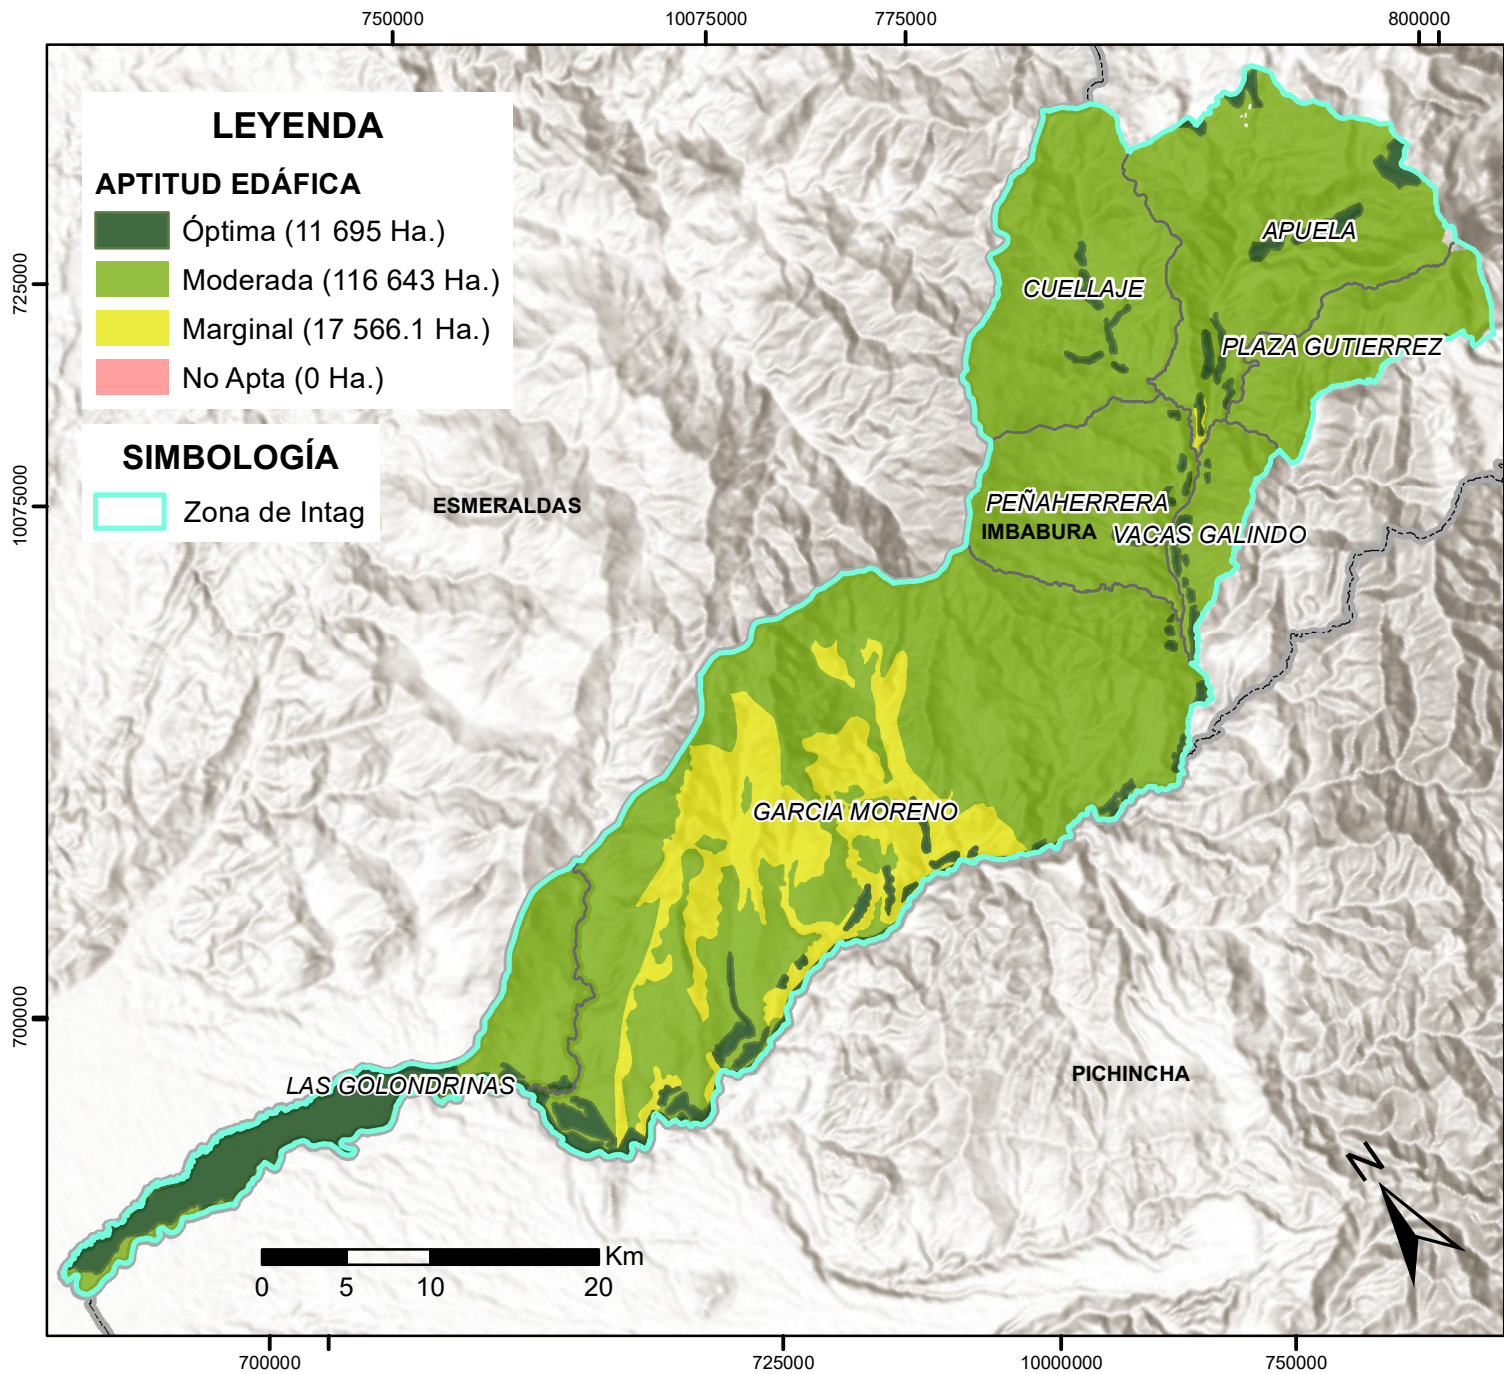 750000
10075000
775000
800000
LEYENDA
APTITUD EDÁFICA
Óptima (11 695 Ha.)
Moderada (116 643 Ha.)
Marginal (17 566.1 Ha.)
No Apta (0 Ha.)
SIMBOLOGÍA
Zona de Intag
725000
10075000
700000
APUELA
CUELLAJE
PLAZA GUTIERREZ
ESMERALDAS
PEÑAHERRERA
IMBABURA
VACAS GALINDO
GARCIA MORENO
PICHINCHA
LAS GOLONDRINAS
N
Km
0 5 10 20
700000
725000
10000000
750000